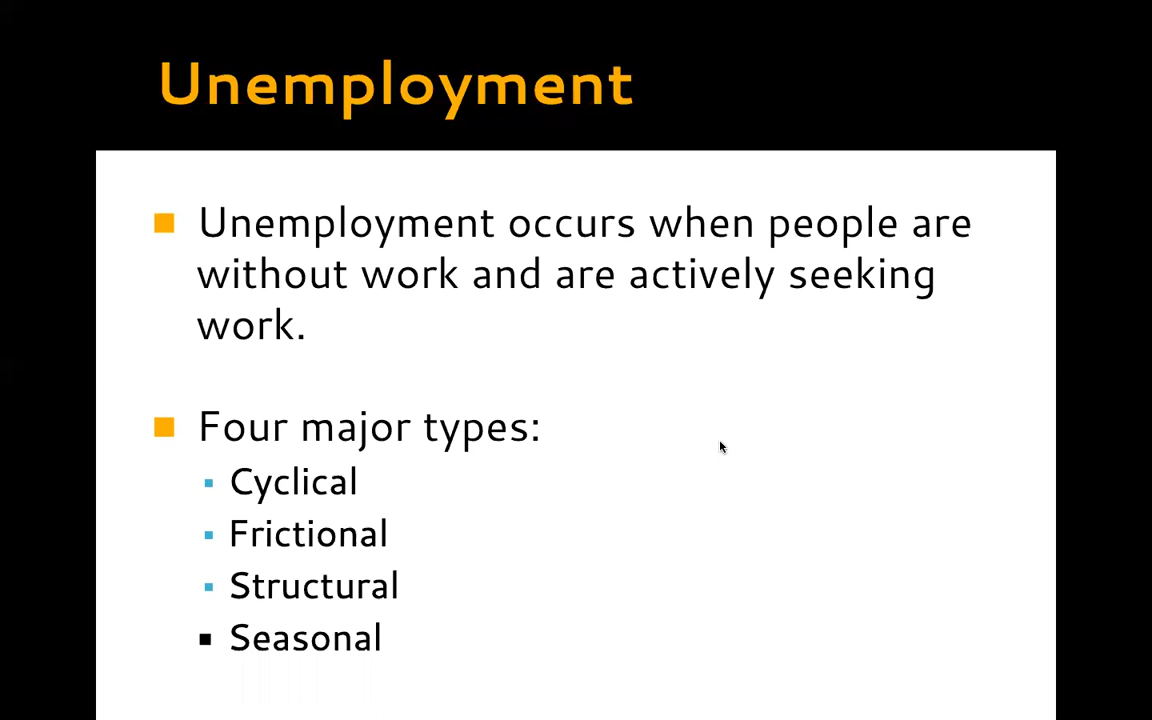 Unemployment
Unemployment occurs when people are
without work and are actively seeking
work.
Four major types:
Cyclical
Frictional
Structural
Seasonal